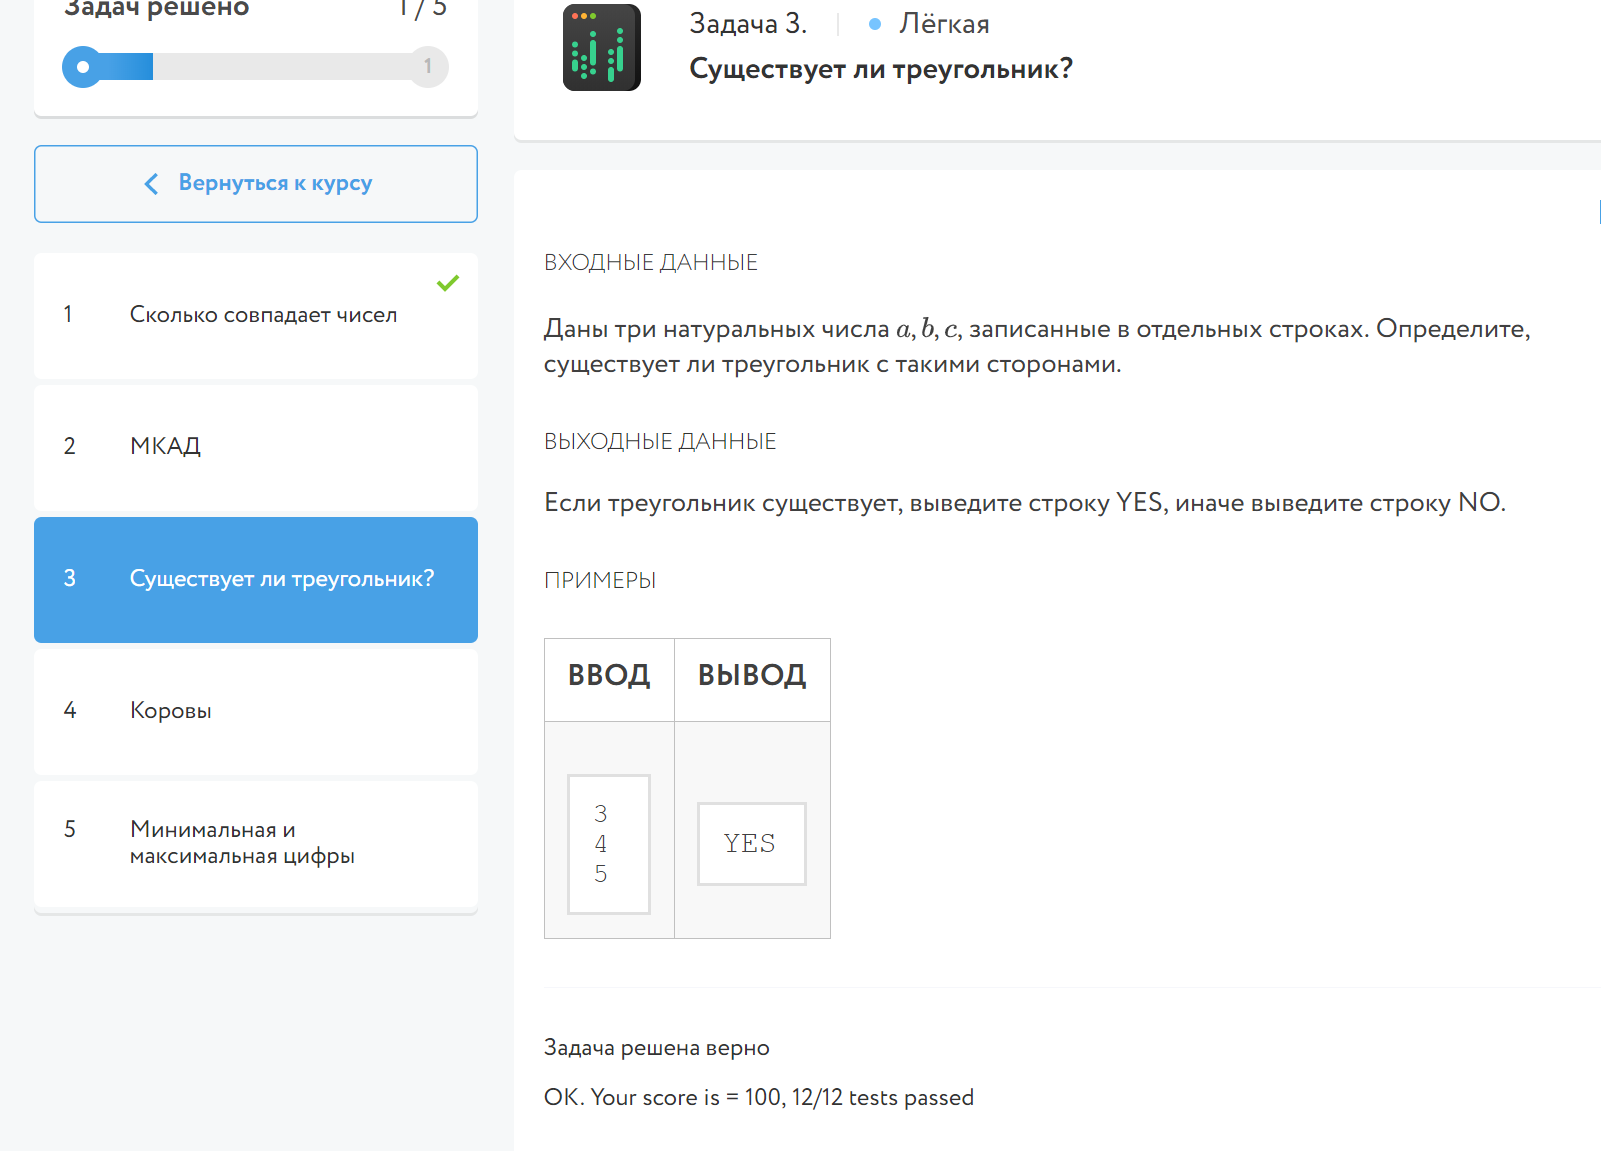 Задач решено
1 / 5
1
Вернуться к курсу
1 Сколько совпадает чисел
2 МКАД
3 Существует ли треугольник?
4 Коровы
5 Минимальная и
максимальная цифры
Задача 3.
Лёгкая
Существует ли треугольник?
ВХОДНЫЕ ДАННЫЕ
Даны три натуральных числа a, b, c, записанные в отдельных строках. Определите,
существует ли треугольник с такими сторонами.
ВЫХОДНЫЕ ДАННЫЕ
Если треугольник существует, выведите строку YES, иначе выведите строку NO.
ПРИМЕРЫ
ВВОД ВЫВОД
3
4
5
YES
Задача решена верно
OK. Your score is = 100, 12/12 tests passed